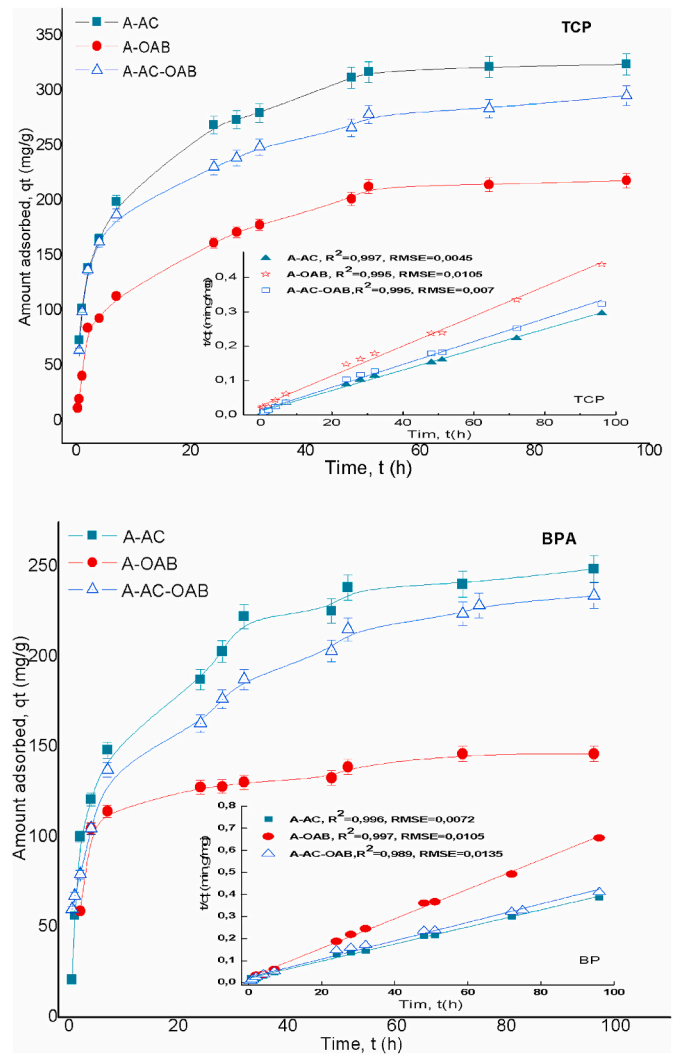 A-AC
A-OAB
A-AC-OAB
TCP
350
300
250
200
150
100
50
0
Amount adsorbed, qt (mg/g)
0 20 40 60 80 100
Time, t (h)
A-AC, R²=0,997, RMSE=0,0045
A-OAB, R²=0,995, RMSE=0,0105
A-AC-OAB,R²=0,995, RMSE=0,007
0,4
0,3
0,2
0,1
0,0
0 20 40 60 80 100
Tim, t(h)
TCP
A-AC
A-OAB
A-AC-OAB
BPA
250
200
150
100
50
0
Amount adsorbed, qt (mg/g)
0 20 40 60 80 100
Time, t (h)
A-AC, R²=0,996, RMSE=0,0072
A-OAB, R²=0,997, RMSE=0,0105
A-AC-OAB,R²=0,989, RMSE=0,0135
0,8
0,7
0,6
0,5
0,4
0,3
0,2
0,1
0,0
0 20 40 60 80 100
Tim, t(h)
BP